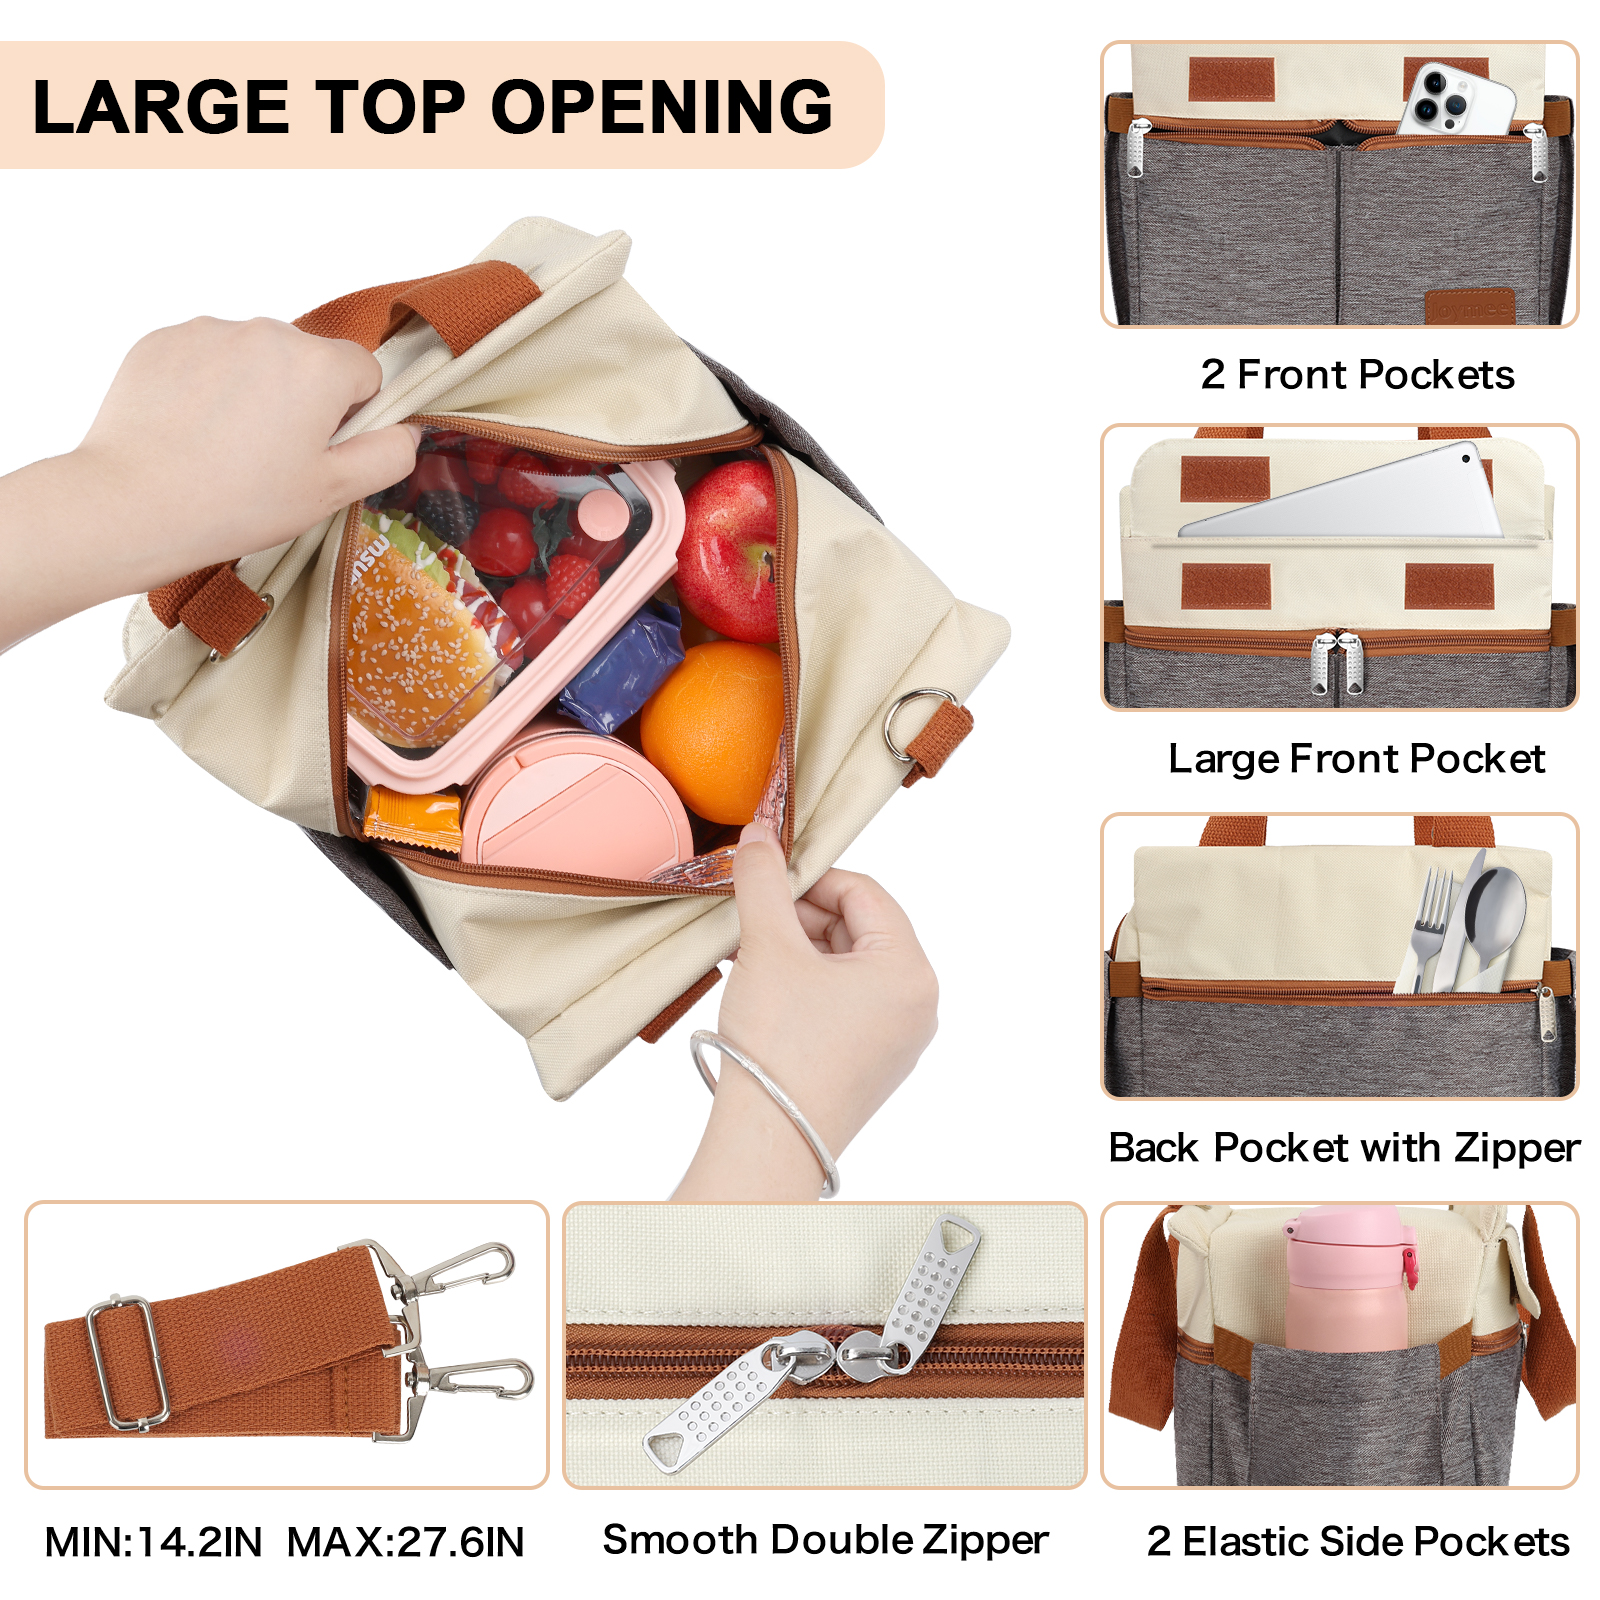 LARGE TOP OPENING
2 Front Pockets
Large Front Pocket
Back Pocket with Zipper
MIN:14.2IN MAX:27.6IN
Smooth Double Zipper
2 Elastic Side Pockets